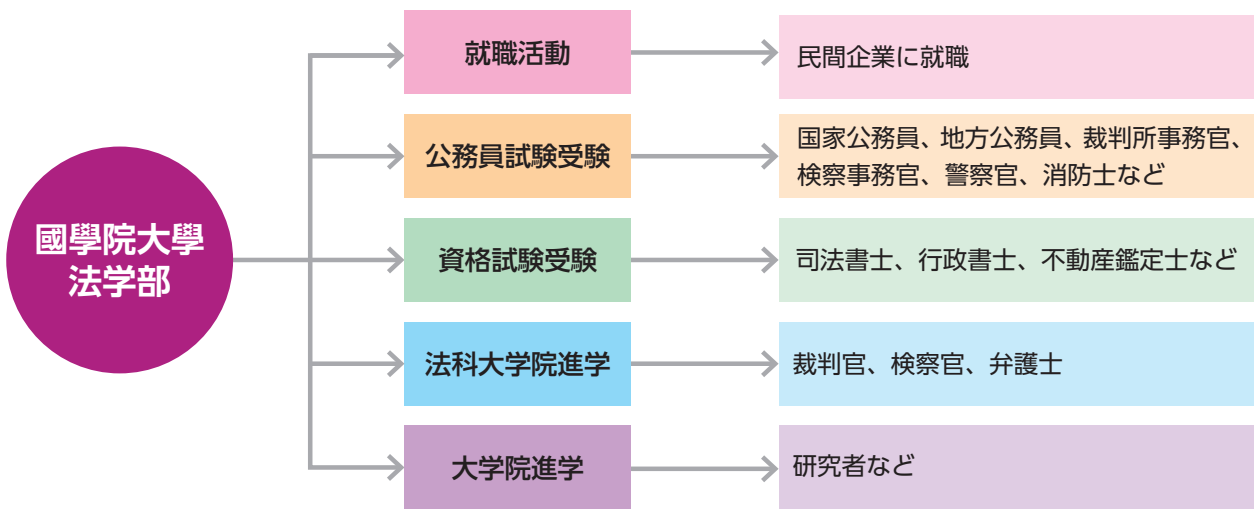 國學院大學
法学部
就職活動
民間企業に就職
公務員試験受験
国家公務員、地方公務員、裁判所事務官、
検察事務官、警察官、消防士など
資格試験受験
司法書士、行政書士、不動産鑑定士など
法科大学院進学
裁判官、検察官、弁護士
大学院進学
研究者など